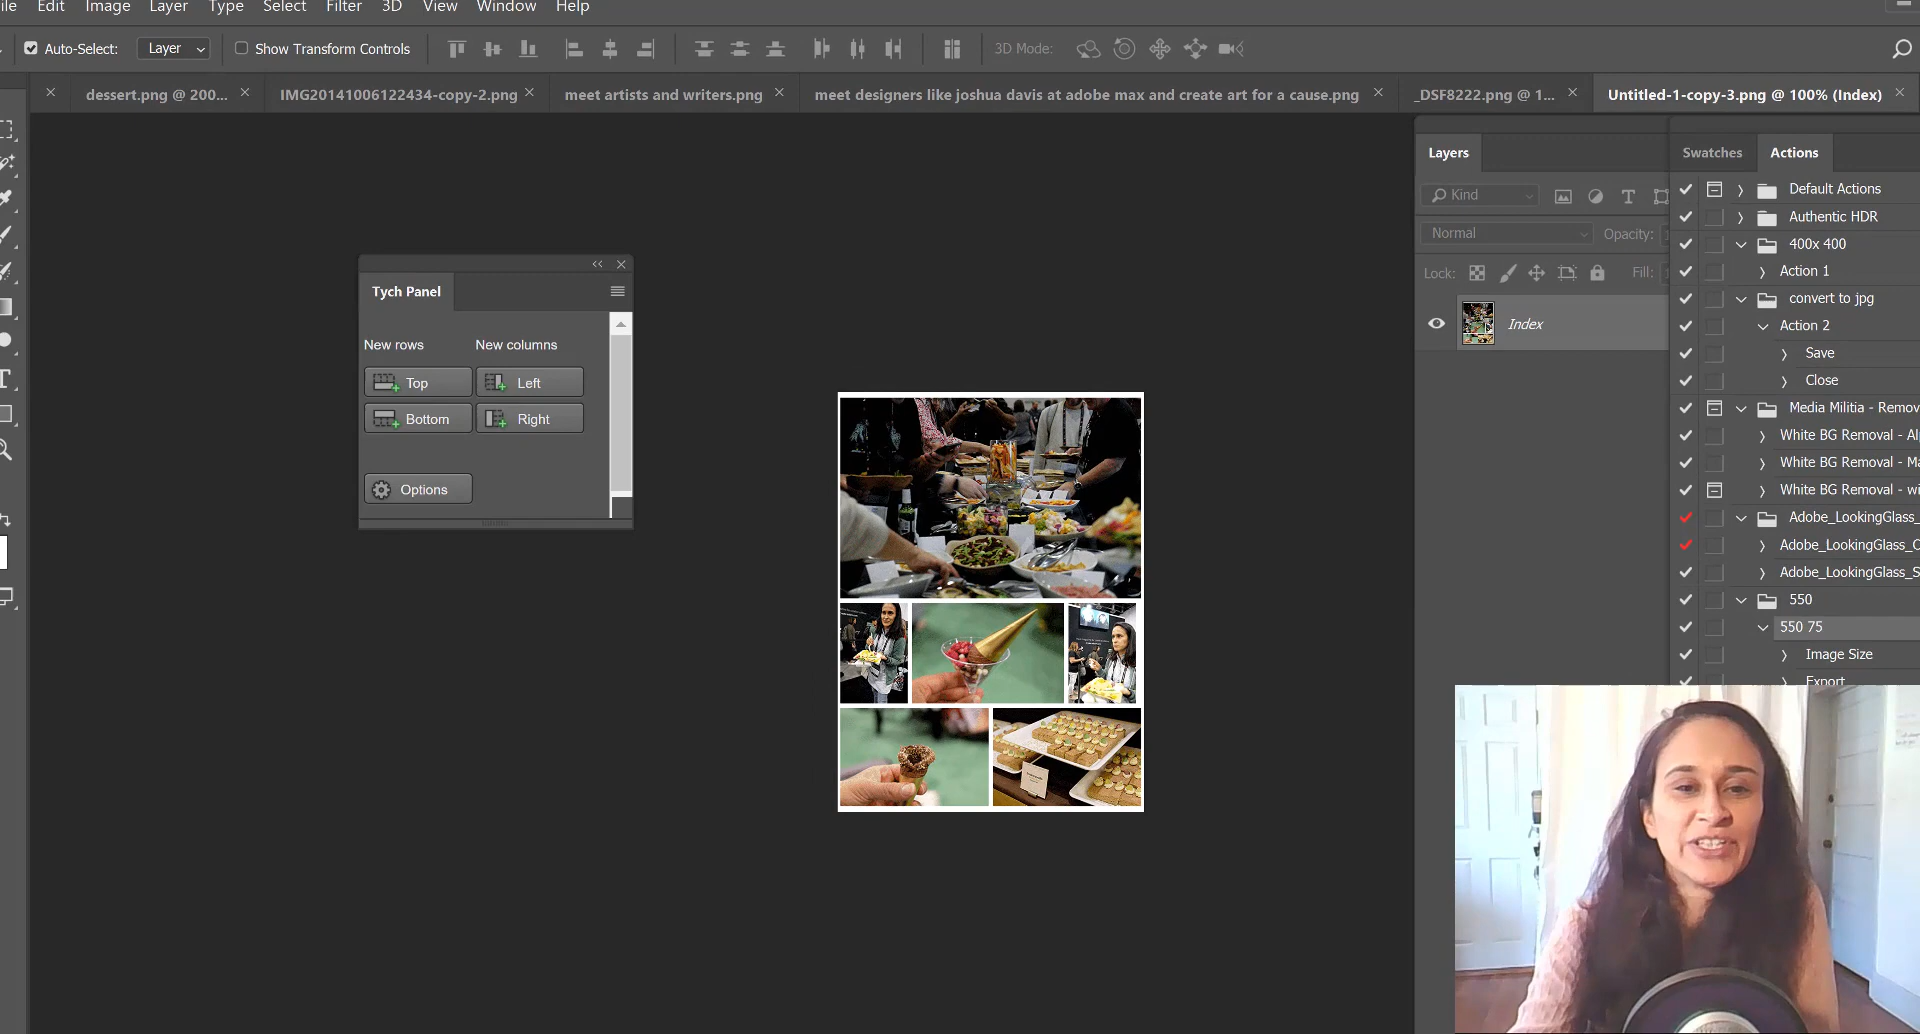 ile Edit Image Layer Type Select Filter 3D View Window Help
Auto-Select: Layer Show Transform Controls 3D Mode:
dessert.png @ 200... IMG20141006122434-copy-2.png meet artists and writers.png meet designers like joshua davis at adobe max and create art for a cause.png _DSF8222.png @ 1... Untitled-1-copy-3.png @ 100% (Index)
Tych Panel
New rows New columns
Top Left
Bottom Right
Options
Layers
Kind
Normal Opacity:
Lock: Fill:
Index
Swatches Actions
Default Actions
Authentic HDR
400x 400
Action 1
convert to jpg
Action 2
Save
Close
Media Militia - Remov
White BG Removal - Al
White BG Removal - Ma
White BG Removal - wi
Adobe_LookingGlass_
Adobe_LookingGlass_C
Adobe_LookingGlass_S
550
550 75
Image Size
Export